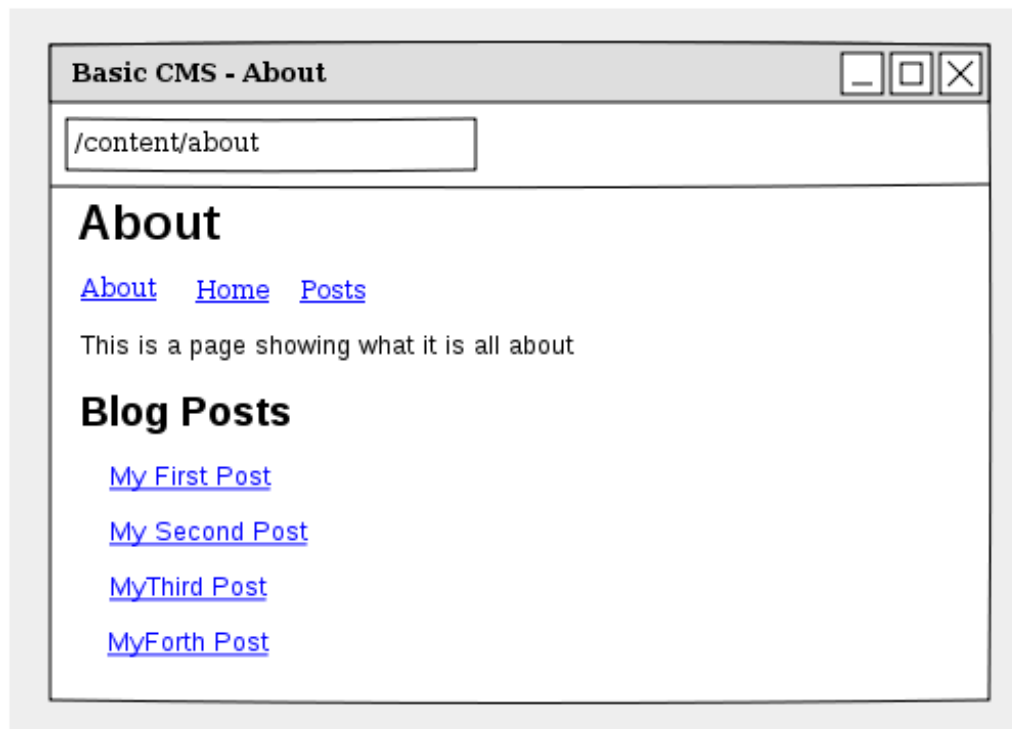 Basic CMS - About
/content/about
About
About Home Posts
This is a page showing what it is all about
Blog Posts
My First Post
My Second Post
MyThird Post
MyForth Post